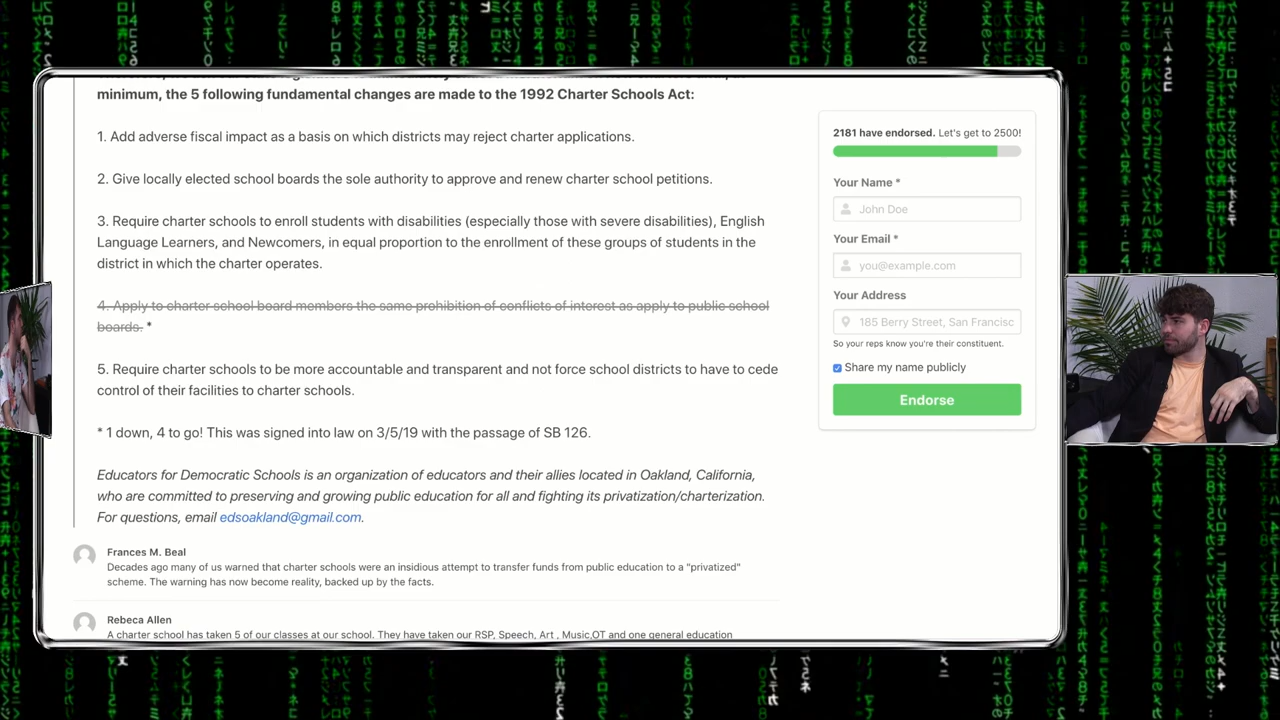 minimum, the 5 following fundamental changes are made to the 1992 Charter Schools Act:
1. Add adverse fiscal impact as a basis on which districts may reject charter applications.
2. Give locally elected school boards the sole authority to approve and renew charter school petitions.
3. Require charter schools to enroll students with disabilities (especially those with severe disabilities), English
Language Learners, and Newcomers, in equal proportion to the enrollment of these groups of students in the
district in which the charter operates.
4. Apply to charter school board members the same prohibition of conflicts of interest as apply to public school
boards. *
5. Require charter schools to be more accountable and transparent and not force school districts to have to cede
control of their facilities to charter schools.
* 1 down, 4 to go! This was signed into law on 3/5/19 with the passage of SB 126.
Educators for Democratic Schools is an organization of educators and their allies located in Oakland, California,
who are committed to preserving and growing public education for all and fighting its privatization/charterization.
For questions, email edsoakland@gmail.com.
Frances M. Beal
Decades ago many of us warned that charter schools were an insidious attempt to transfer funds from public education to a "privatized"
scheme. The warning has now become reality, backed up by the facts.
Rebeca Allen
A charter school has taken 5 of our classes at our school. They have taken our RSP, Speech, Art , Music,OT and one general education
2181 have endorsed. Let's get to 2500!
Your Name *
John Doe
Your Email *
you@example.com
Your Address
185 Berry Street, San Francisc
So your reps know you're their constituent.
Share my name publicly
Endorse